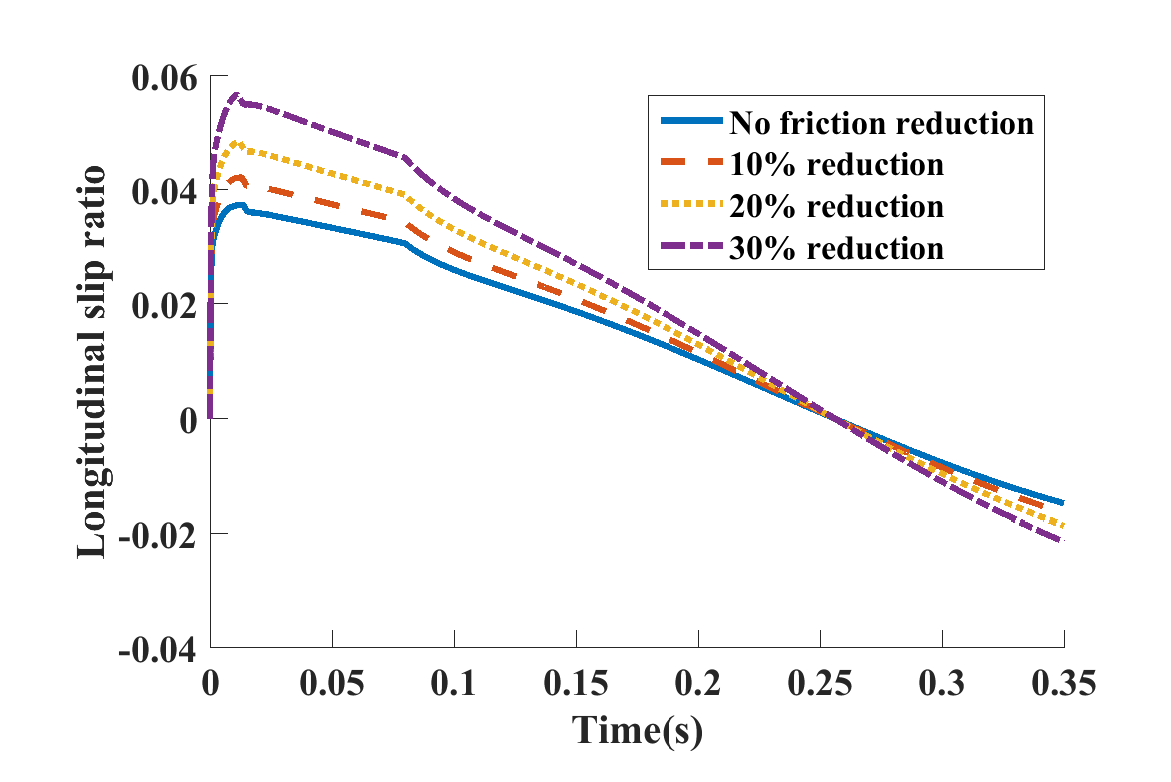 Longitudinal slip ratio
0.06
0.04
0.02
0
-0.02
-0.04
No friction reduction
10% reduction
20% reduction
30% reduction
0 0.05 0.1 0.15 0.2 0.25 0.3 0.35
Time(s)